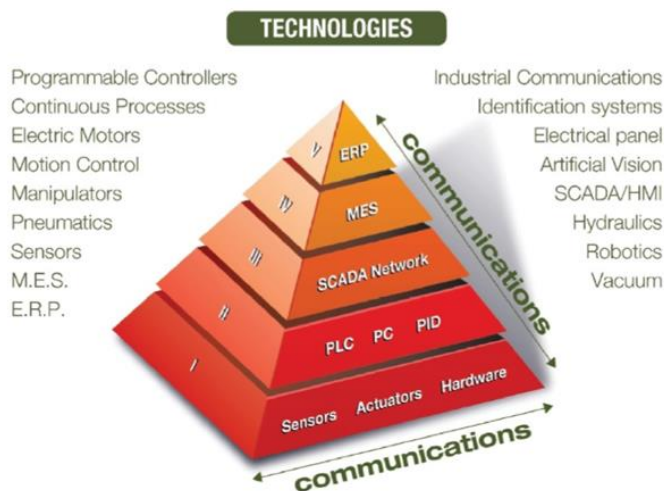 TECHNOLOGIES
Programmable Controllers
Continuous Processes
Electric Motors
Motion Control
Manipulators
Pneumatics
Sensors
M.E.S.
E.R.P.
Industrial Communications
Identification systems
Electrical panel
Artificial Vision
SCADA/HMI
Hydraulics
Robotics
Vacuum
V ERP
IV MES
III SCADA Network
II PLC PC PID
I Sensors Actuators Hardware
communications
communications